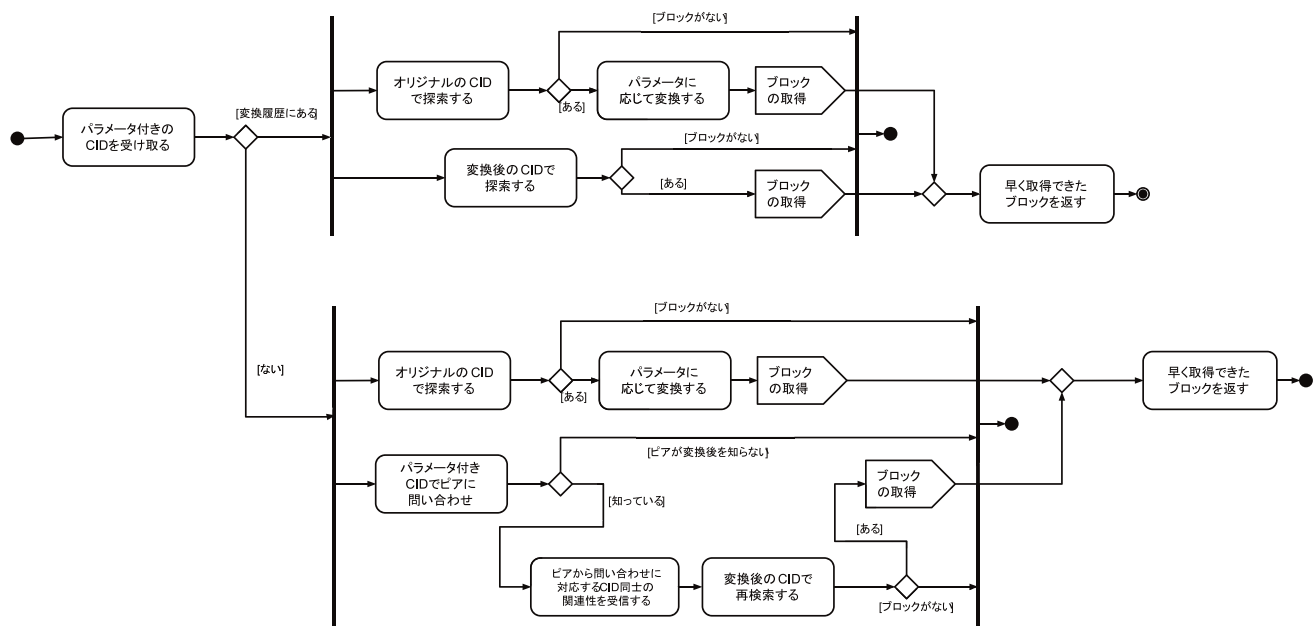 パラメータ付きの
CIDを受け取る
[変換履歴にある]
[ない]
オリジナルのCID
で探索する
[ブロックがない]
[ある]
パラメータに
応じて変換する
ブロック
の取得
変換後のCIDで
探索する
[ブロックがない]
[ある]
ブロック
の取得
早く取得できた
ブロックを返す
オリジナルのCID
で探索する
[ブロックがない]
[ある]
パラメータに
応じて変換する
ブロック
の取得
早く取得できた
ブロックを返す
パラメータ付き
CIDでピアに
問い合わせ
[ピアが変換後を知らない]
[知っている]
ピアから問い合わせに
対応するCID同士の
関連性を受信する
変換後のCIDで
再検索する
[ある]
[ブロックがない]
ブロック
の取得